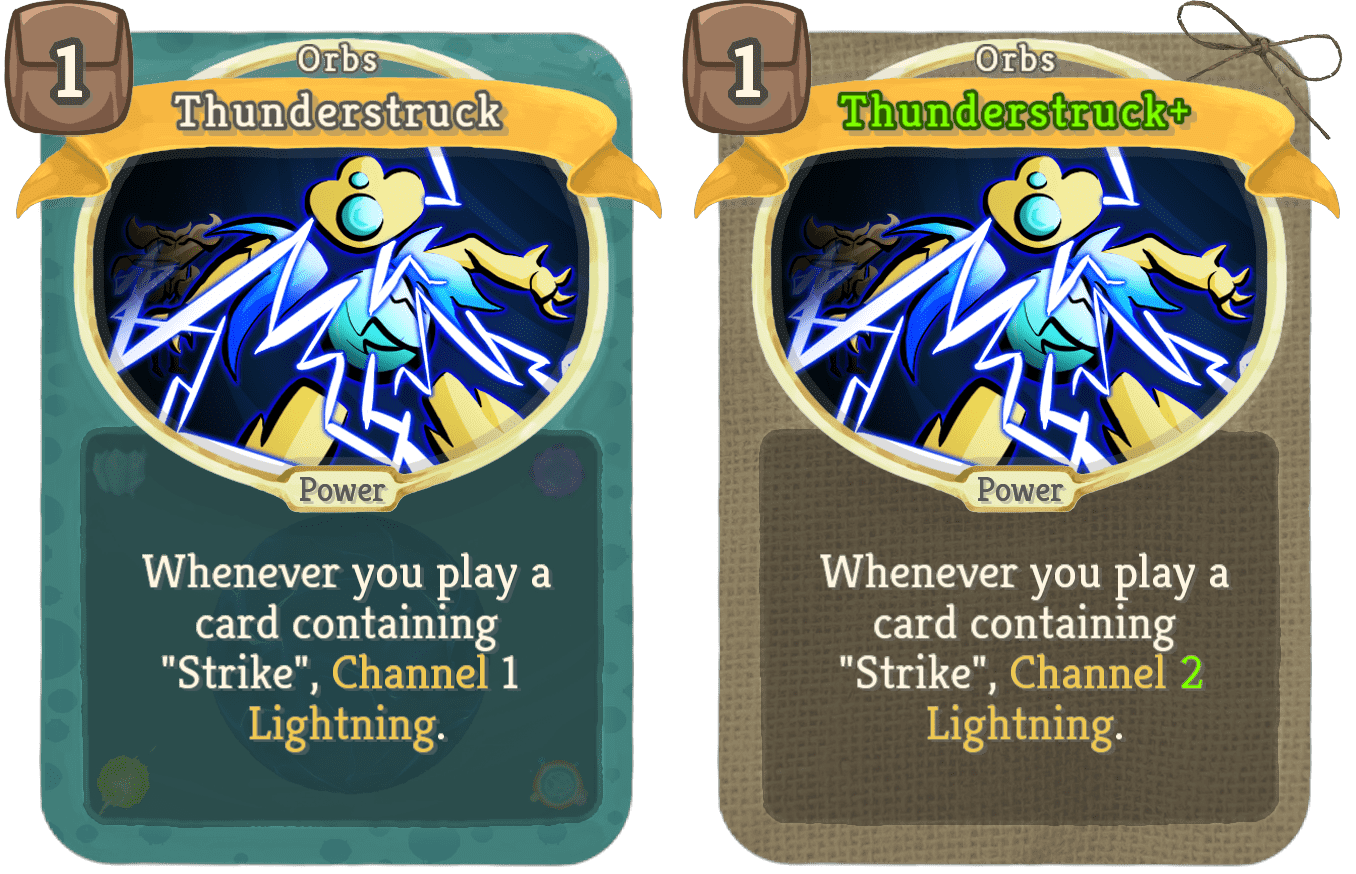 1
Orbs
Thunderstruck
Power
Whenever you play a
card containing
"Strike", Channel 1
Lightning.
1
Orbs
Thunderstruck+
Power
Whenever you play a
card containing
"Strike", Channel 2
Lightning.